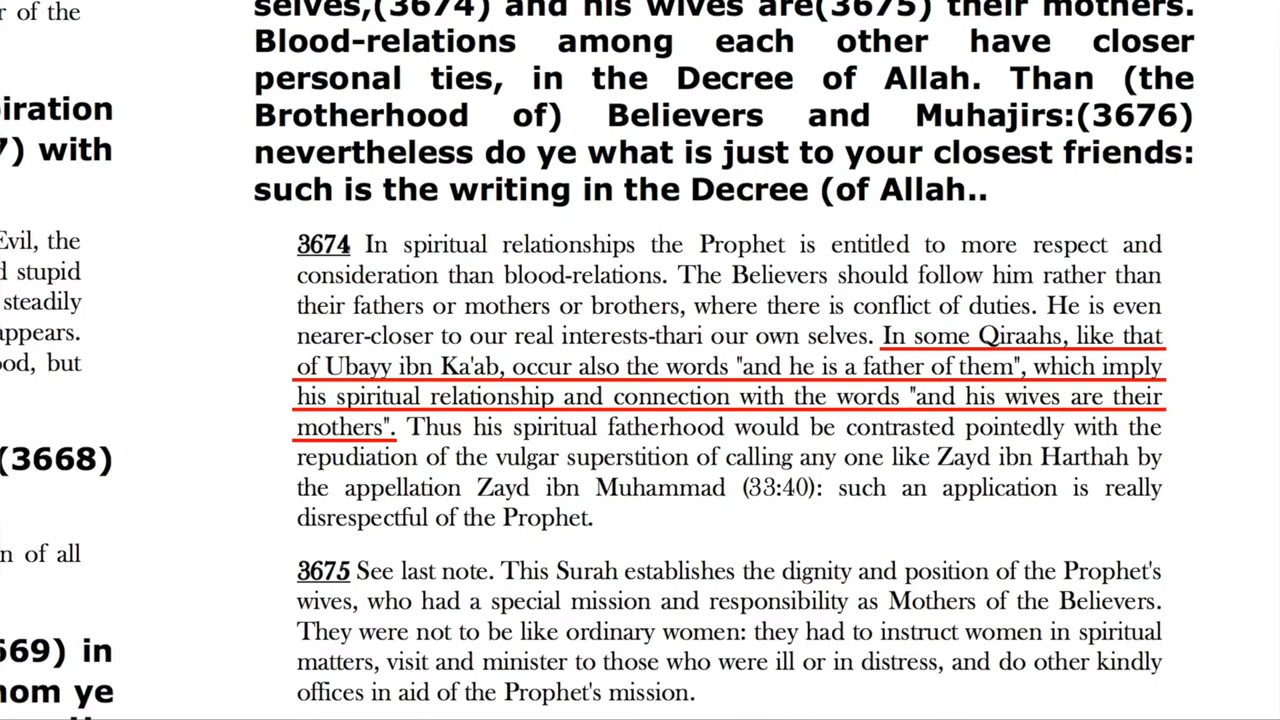 r of the
piration
7) with
Evil, the
d stupid
steadily
appears.
ood, but
(3668)
n of all
669) in
nom ye
selves,(3674) and his wives are(3675) their mothers.
Blood-relations among each other have closer
personal ties, in the Decree of Allah. Than (the
Brotherhood of) Believers and Muhajirs:(3676)
nevertheless do ye what is just to your closest friends:
such is the writing in the Decree (of Allah..
3674 In spiritual relationships the Prophet is entitled to more respect and
consideration than blood-relations. The Believers should follow him rather than
their fathers or mothers or brothers, where there is conflict of duties. He is even
nearer-closer to our real interests-thari our own selves. In some Qiraahs, like that
of Ubayy ibn Ka'ab, occur also the words "and he is a father of them", which imply
his spiritual relationship and connection with the words "and his wives are their
mothers". Thus his spiritual fatherhood would be contrasted pointedly with the
repudiation of the vulgar superstition of calling any one like Zayd ibn Harthah by
the appellation Zayd ibn Muhammad (33:40): such an application is really
disrespectful of the Prophet.
3675 See last note. This Surah establishes the dignity and position of the Prophet's
wives, who had a special mission and responsibility as Mothers of the Believers.
They were not to be like ordinary women: they had to instruct women in spiritual
matters, visit and minister to those who were ill or in distress, and do other kindly
offices in aid of the Prophet's mission.